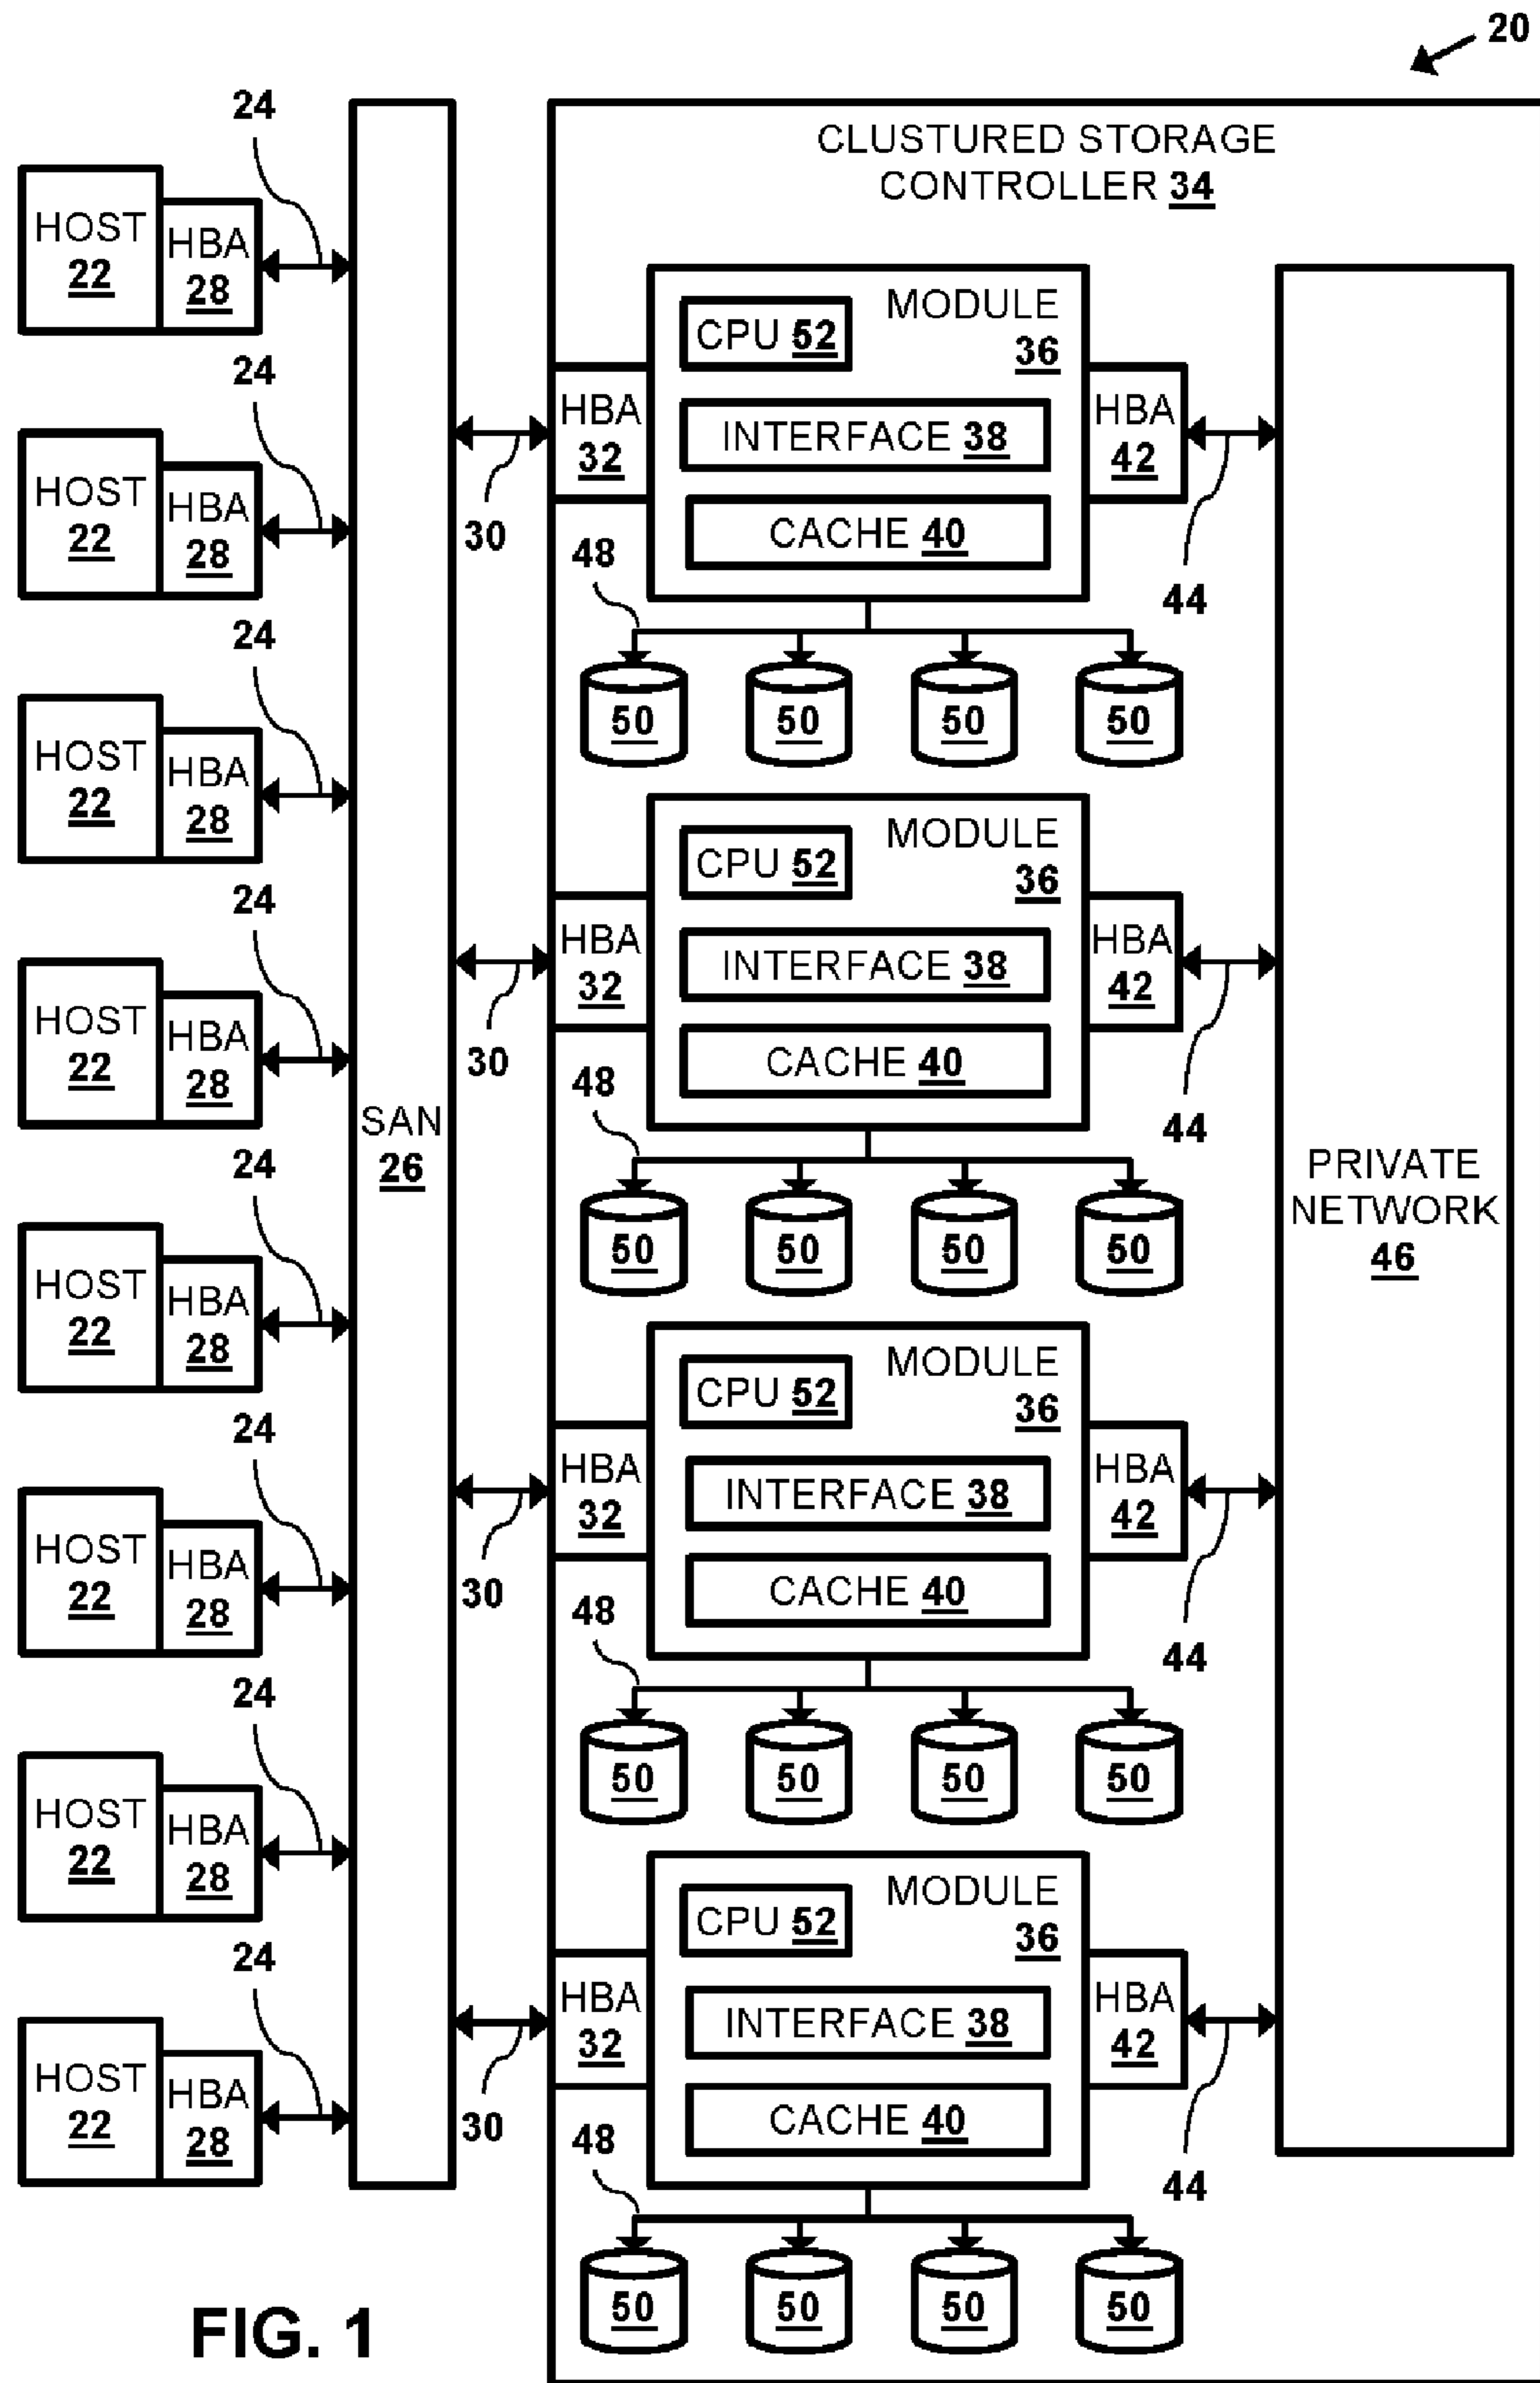 20
CLUSTURED STORAGE
CONTROLLER 34
24
HOST
22
HBA
28
24
HOST
22
HBA
28
24
HOST
22
HBA
28
24
HOST
22
HBA
28
24
HOST
22
HBA
28
24
HOST
22
HBA
28
24
HOST
22
HBA
28
24
HOST
22
HBA
28
SAN
26
30
HBA
32
CPU 52
MODULE
36
INTERFACE 38
CACHE 40
HBA
42
44
48
50 50 50 50
30
HBA
32
CPU 52
MODULE
36
INTERFACE 38
CACHE 40
HBA
42
44
48
50 50 50 50
30
HBA
32
CPU 52
MODULE
36
INTERFACE 38
CACHE 40
HBA
42
44
48
50 50 50 50
30
HBA
32
CPU 52
MODULE
36
INTERFACE 38
CACHE 40
HBA
42
44
48
50 50 50 50
PRIVATE
NETWORK
46
FIG. 1